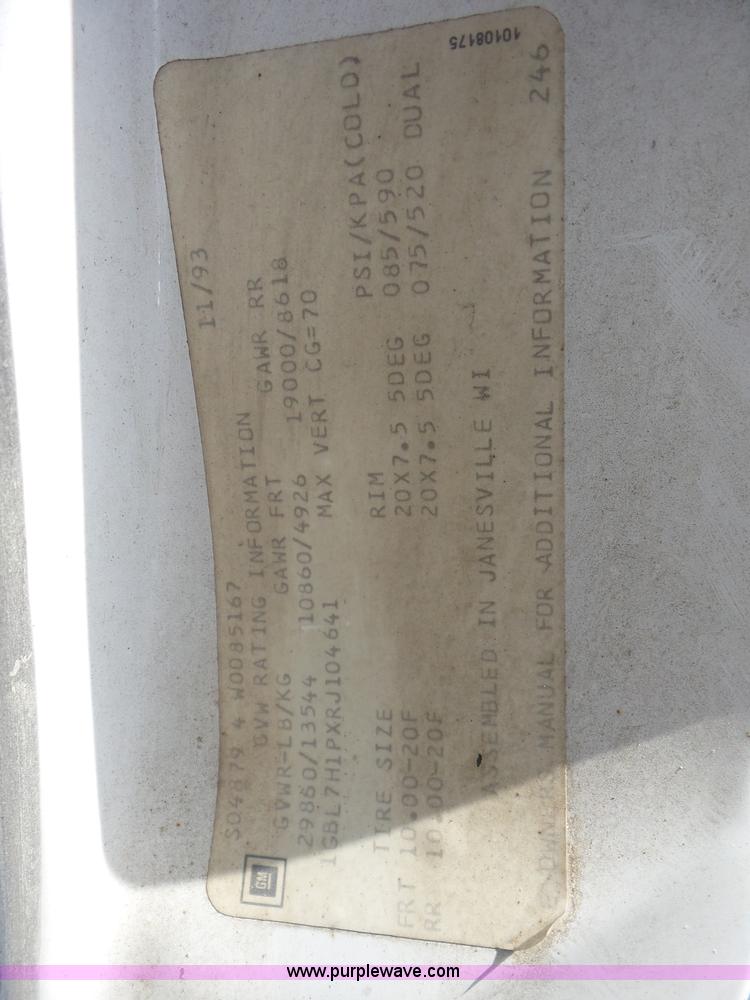 10108175
11/93
S04879 4 W0085167
GVW RATING INFORMATION
GM
GVWR-LB/KG GAWR FRT GAWR RR
29860/13544 10860/4926 19000/8618
1GBL7H1PXRJ104641 MAX VERT CG=70
TIRE SIZE RIM PSI/KPA(COLD)
FRT 10.00-20F 20X7.5 5DEG 085/590
RR 10.00-20F 20X7.5 5DEG 075/520 DUAL
ASSEMBLED IN JANESVILLE WI
OWNERS MANUAL FOR ADDITIONAL INFORMATION 246
www.purplewave.com